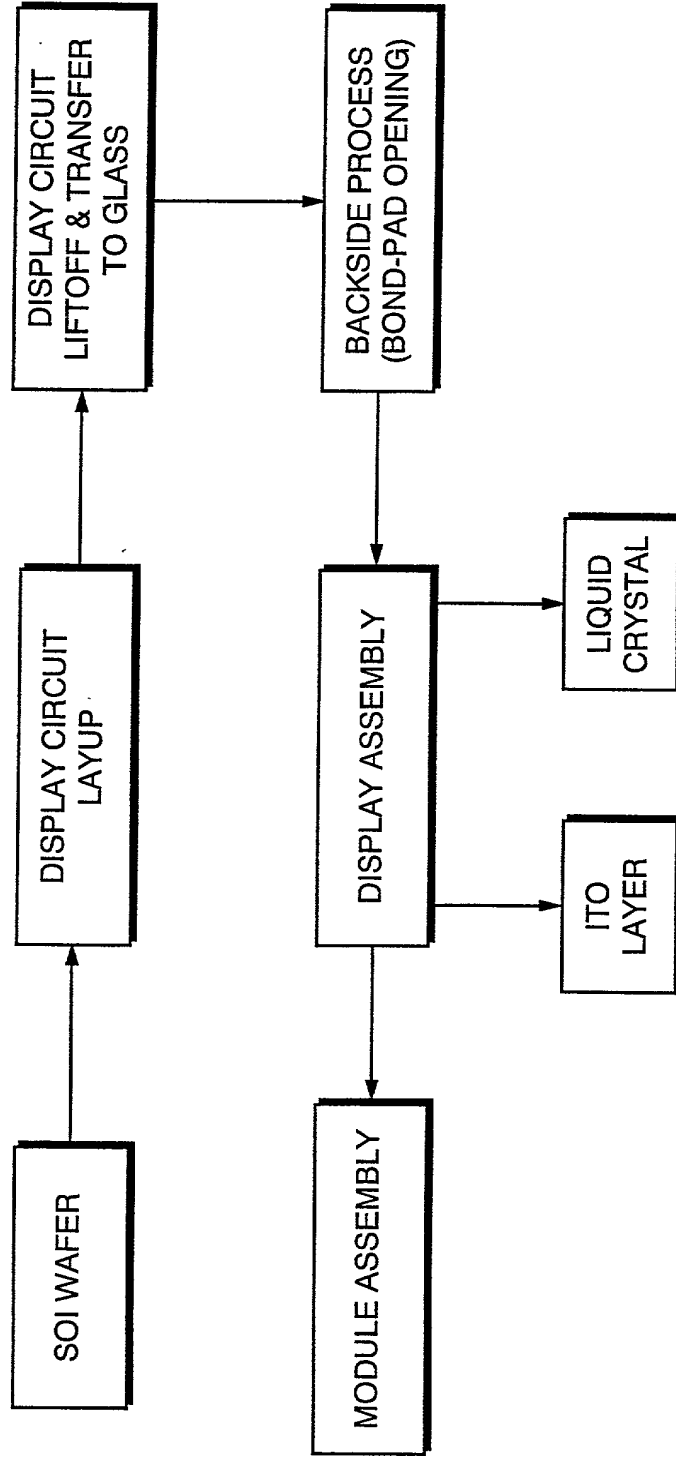 SOI WAFER
DISPLAY CIRCUIT
LAYUP
DISPLAY CIRCUIT
LIFTOFF & TRANSFER
TO GLASS
BACKSIDE PROCESS
(BOND-PAD OPENING)
DISPLAY ASSEMBLY
MODULE ASSEMBLY
ITO
LAYER
LIQUID
CRYSTAL